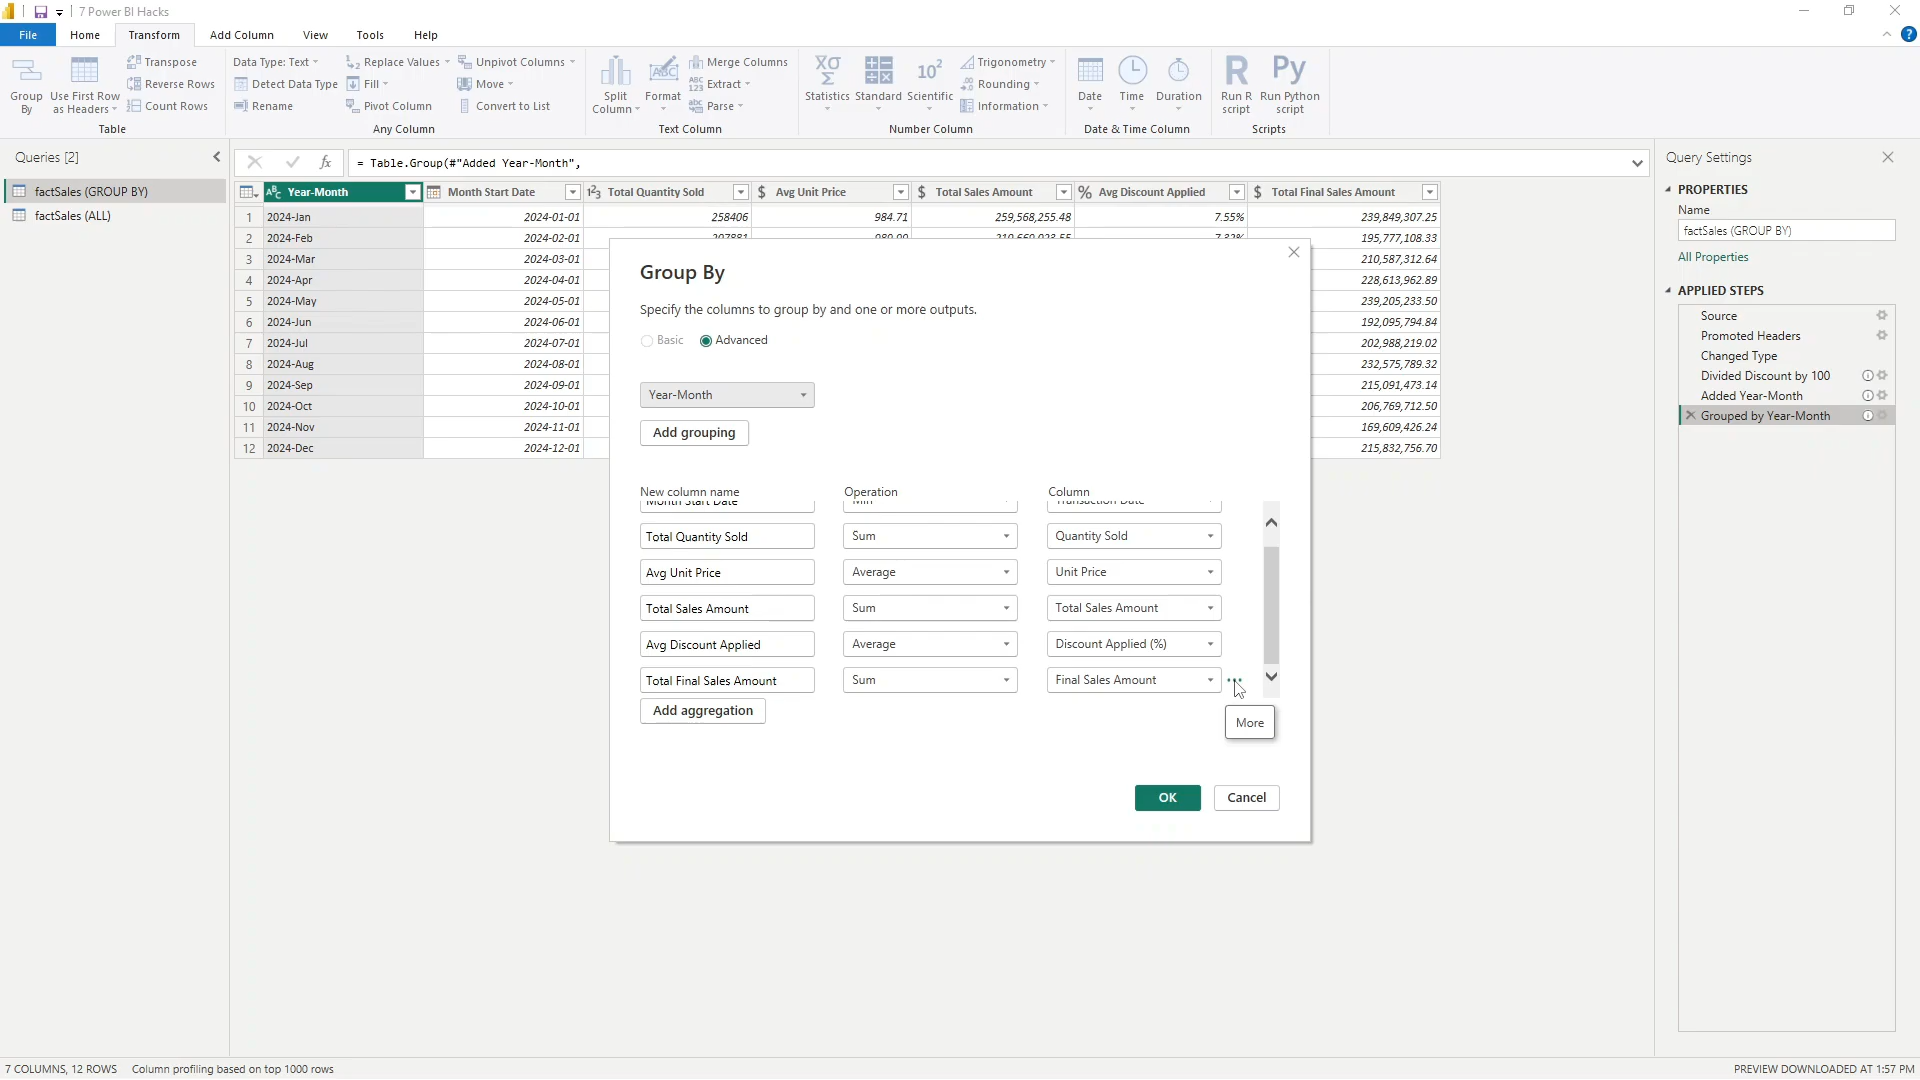 7 Power BI Hacks
File Home Transform Add Column View Tools Help
Group By
Use First Row as Headers
Transpose
Reverse Rows
Count Rows
Table
Data Type: Text
Detect Data Type
Rename
Replace Values
Fill
Pivot Column
Unpivot Columns
Move
Convert to List
Any Column
Split Column
Format
Merge Columns
Extract
Parse
Text Column
Statistics
Standard
Scientific
Trigonometry
Rounding
Information
Number Column
Date
Time
Duration
Date & Time Column
Run R script
Run Python script
Scripts
Queries [2]
factSales (GROUP BY)
factSales (ALL)
= Table.Group(#"Added Year-Month",
Year-Month Month Start Date Total Quantity Sold Avg Unit Price Total Sales Amount Avg Discount Applied Total Final Sales Amount
1 2024-Jan 2024-01-01 258406 984.71 259,568,255.48 7.55% 239,849,307.25
2 2024-Feb 2024-02-01 195,777,108.33
3 2024-Mar 2024-03-01 210,587,312.64
4 2024-Apr 2024-04-01 228,613,962.89
5 2024-May 2024-05-01 239,205,233.50
6 2024-Jun 2024-06-01 192,095,794.84
7 2024-Jul 2024-07-01 202,988,219.02
8 2024-Aug 2024-08-01 232,575,789.32
9 2024-Sep 2024-09-01 215,091,473.14
10 2024-Oct 2024-10-01 206,769,712.50
11 2024-Nov 2024-11-01 169,609,426.24
12 2024-Dec 2024-12-01 215,832,756.70
Group By
Specify the columns to group by and one or more outputs.
Basic Advanced
Year-Month
Add grouping
New column name Operation Column
Month Start Date Min Transaction Date
Total Quantity Sold Sum Quantity Sold
Avg Unit Price Average Unit Price
Total Sales Amount Sum Total Sales Amount
Avg Discount Applied Average Discount Applied (%)
Total Final Sales Amount Sum Final Sales Amount
Add aggregation
More
OK Cancel
Query Settings
PROPERTIES
Name
factSales (GROUP BY)
All Properties
APPLIED STEPS
Source
Promoted Headers
Changed Type
Divided Discount by 100
Added Year-Month
Grouped by Year-Month
7 COLUMNS, 12 ROWS Column profiling based on top 1000 rows
PREVIEW DOWNLOADED AT 1:57 PM